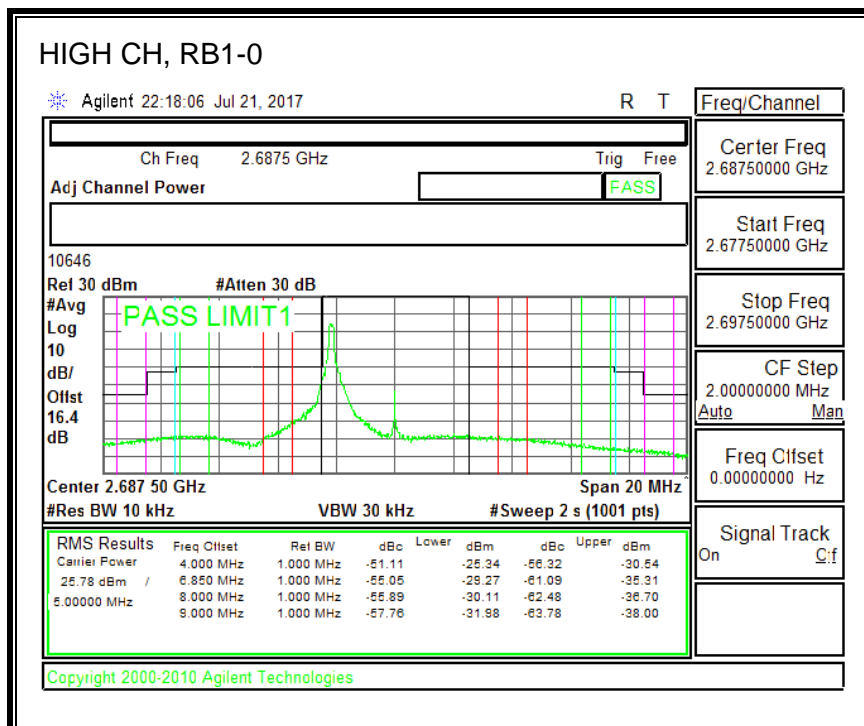 HIGH CH, RB1-0
Agilent 22:18:06 Jul 21, 2017 R T
Freq/Channel
Ch Freq 2.6875 GHz Trig Free
Adj Channel Power PASS
Center Freq
2.68750000 GHz
Start Freq
2.67750000 GHz
Stop Freq
2.69750000 GHz
CF Step
2.00000000 MHz
Auto Man
Freq Offset
0.00000000 Hz
Signal Track
On Off
10646
Ref 30 dBm #Atten 30 dB
#Avg
Log
10
dB/
Offst
16.4
dB
PASS LIMIT1
Center 2.687 50 GHz Span 20 MHz
#Res BW 10 kHz VBW 30 kHz #Sweep 2 s (1001 pts)
RMS Results Freq Offset Ref BW dBc Lower dBm dBc Upper dBm
Carrier Power 4.000 MHz 1.000 MHz -51.11 -25.34 -56.32 -30.54
25.78 dBm / 6.850 MHz 1.000 MHz -55.05 -29.27 -61.09 -35.31
5.00000 MHz 8.000 MHz 1.000 MHz -55.89 -30.11 -62.48 -36.70
9.000 MHz 1.000 MHz -57.76 -31.98 -63.78 -38.00
Copyright 2000-2010 Agilent Technologies